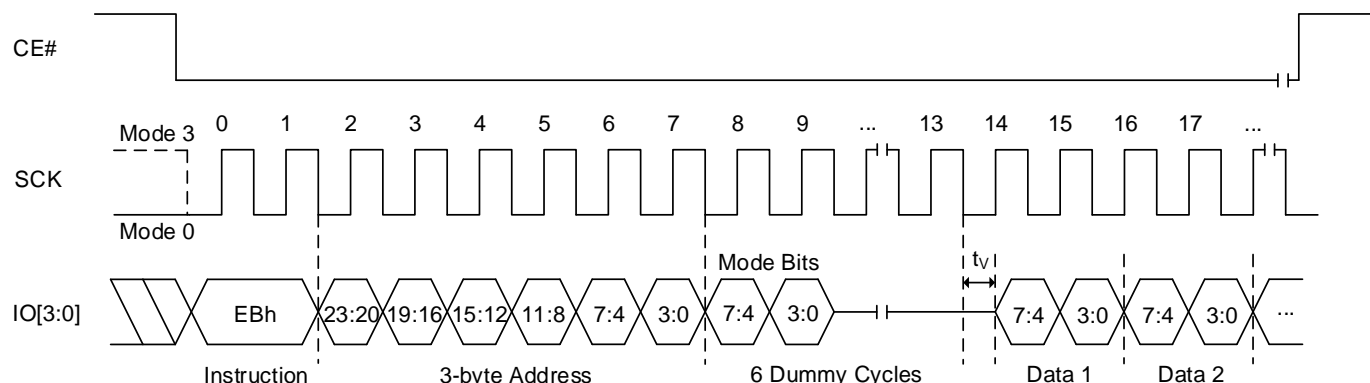 CE#
0 1 2 3 4 5 6 7 8 9 ... 13 14 15 16 17 ...
Mode 3
SCK
Mode 0
Mode Bits
tV
IO[3:0]
EBh 23:20 19:16 15:12 11:8 7:4 3:0 7:4 3:0 7:4 3:0 7:4 3:0 ...
Instruction 3-byte Address 6 Dummy Cycles Data 1 Data 2